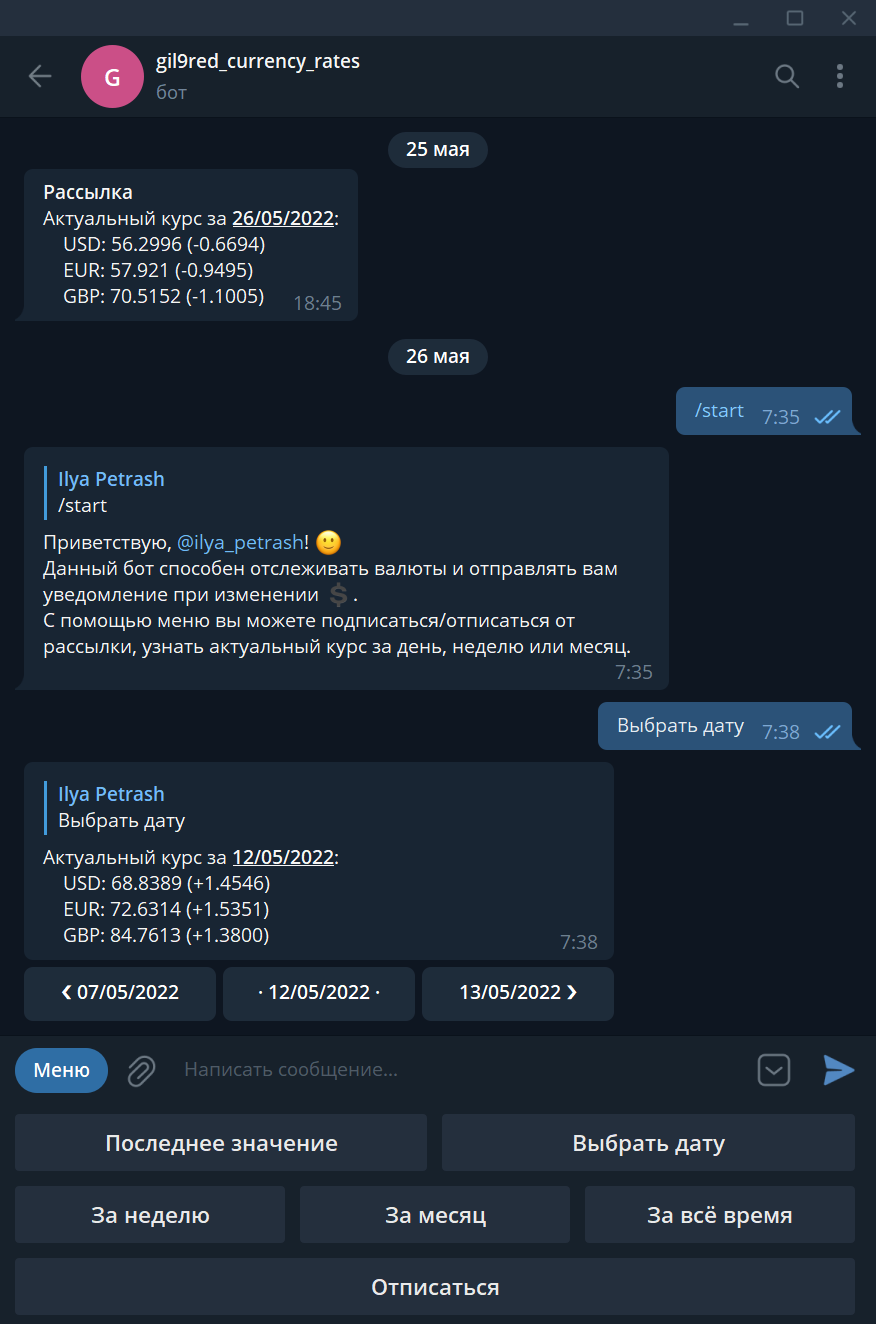 G
gil9red_currency_rates
бот
25 мая
Рассылка
Актуальный курс за 26/05/2022:
USD: 56.2996 (-0.6694)
EUR: 57.921 (-0.9495)
GBP: 70.5152 (-1.1005)
18:45
26 мая
/start
7:35
Ilya Petrash
/start
Приветствую, @ilya_petrash! 🙂
Данный бот способен отслеживать валюты и отправлять вам
уведомление при изменении 💲.
С помощью меню вы можете подписаться/отписаться от
рассылки, узнать актуальный курс за день, неделю или месяц.
7:35
Выбрать дату
7:38
Ilya Petrash
Выбрать дату
Актуальный курс за 12/05/2022:
USD: 68.8389 (+1.4546)
EUR: 72.6314 (+1.5351)
GBP: 84.7613 (+1.3800)
7:38
❮ 07/05/2022
· 12/05/2022 ·
13/05/2022 ❯
Меню
Написать сообщение...
Последнее значение
Выбрать дату
За неделю
За месяц
За всё время
Отписаться